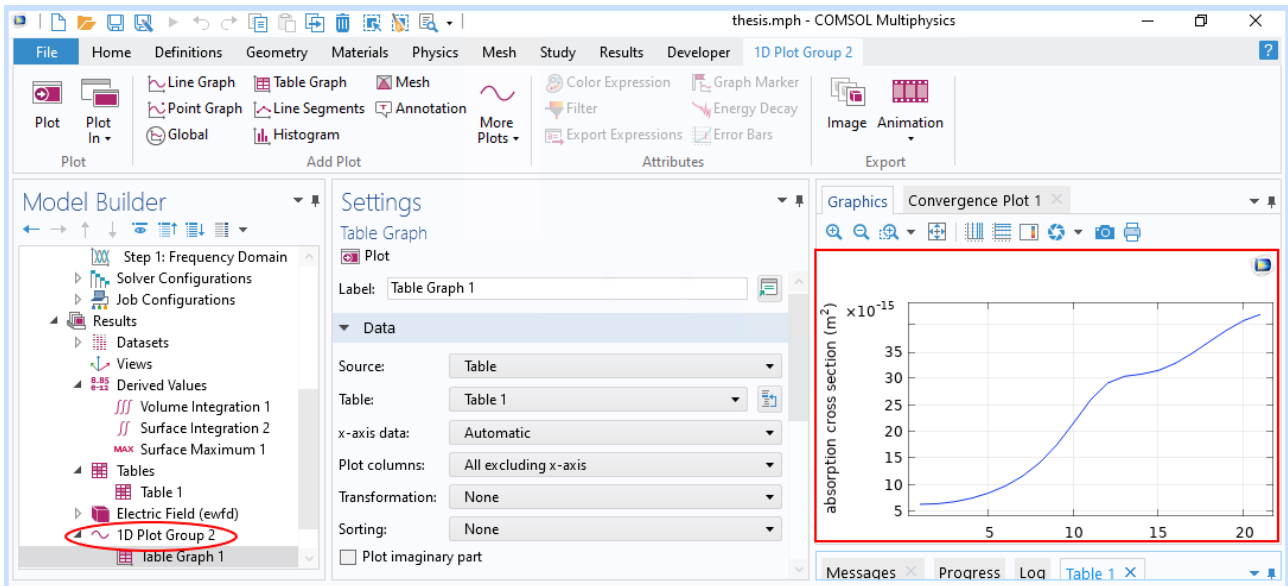 thesis.mph - COMSOL Multiphysics
File Home Definitions Geometry Materials Physics Mesh Study Results Developer 1D Plot Group 2 ?
Line Graph Table Graph Mesh Color Expression Graph Marker
Point Graph Line Segments T Annotation Filter Energy Decay
Plot Plot In Global Histogram More Plots Export Expressions Error Bars Image Animation
Plot Add Plot Attributes Export
Model Builder
Step 1: Frequency Domain
Solver Configurations
Job Configurations
Results
Datasets
Views
8.85
e-12 Derived Values
Volume Integration 1
Surface Integration 2
MAX Surface Maximum 1
Tables
Table 1
Electric Field (ewfd)
1D Plot Group 2
Table Graph 1
Settings
Table Graph
Plot
Label: Table Graph 1
Data
Source: Table
Table: Table 1
x-axis data: Automatic
Plot columns: All excluding x-axis
Transformation: None
Sorting: None
Plot imaginary part
Graphics Convergence Plot 1
×10⁻¹⁵
absorption cross section (m²)
35
30
25
20
15
10
5
5 10 15 20
Messages Progress Log Table 1